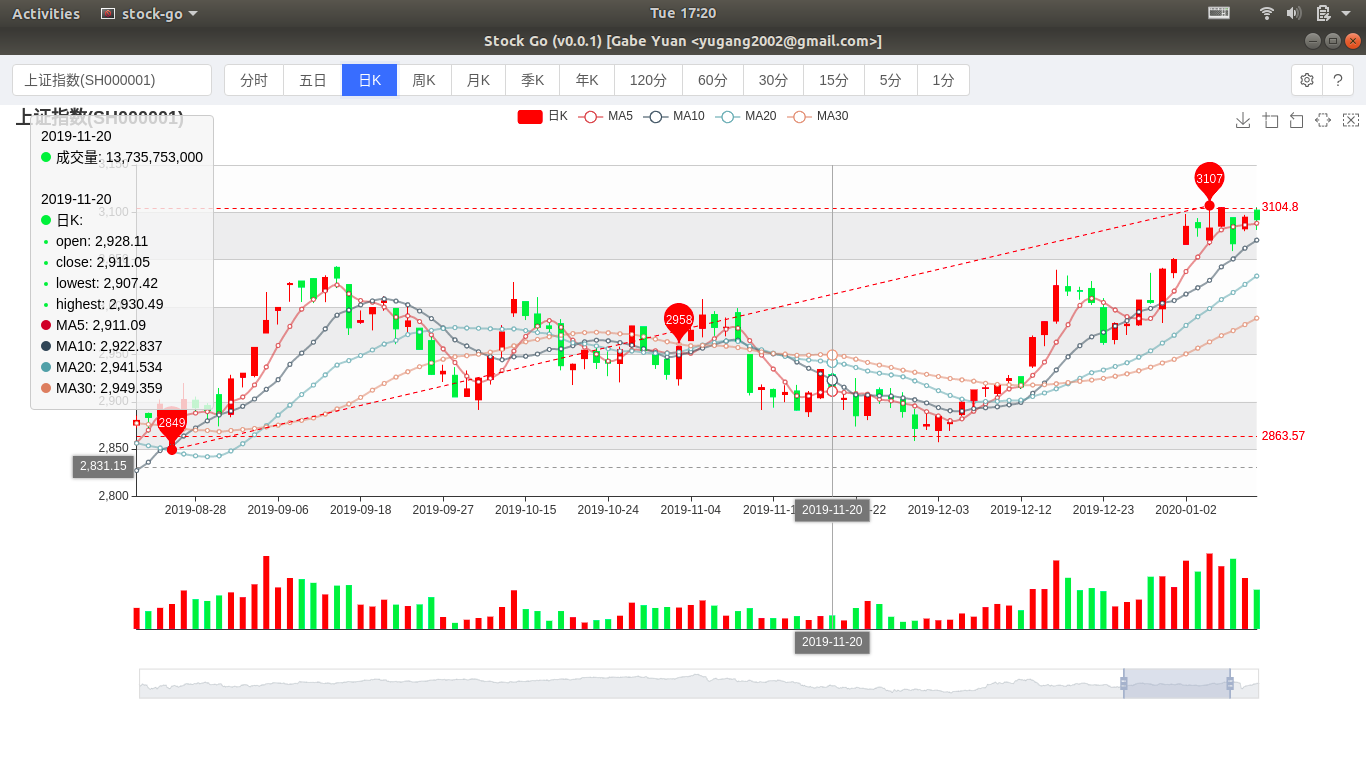 Activities
stock-go
Tue 17:20
Stock Go (v0.0.1) [Gabe Yuan <yugang2002@gmail.com>]
上证指数(SH000001)
分时 五日 日K 周K 月K 季K 年K 120分 60分 30分 15分 5分 1分
?
上证指数(SH000001)
日K MA5 MA10 MA20 MA30
2019-11-20
成交量: 13,735,753,000
2019-11-20
日K:
open: 2,928.11
close: 2,911.05
lowest: 2,907.42
highest: 2,930.49
MA5: 2,911.09
MA10: 2,922.837
MA20: 2,941.534
MA30: 2,949.359
3,150
3,100
2,950
2,900
2,850
2,831.15
2,800
3107
2958
2849
3104.8
2863.57
2019-08-28 2019-09-06 2019-09-18 2019-09-27 2019-10-15 2019-10-24 2019-11-04 2019-11-1 2019-11-20 -22 2019-12-03 2019-12-12 2019-12-23 2020-01-02
2019-11-20